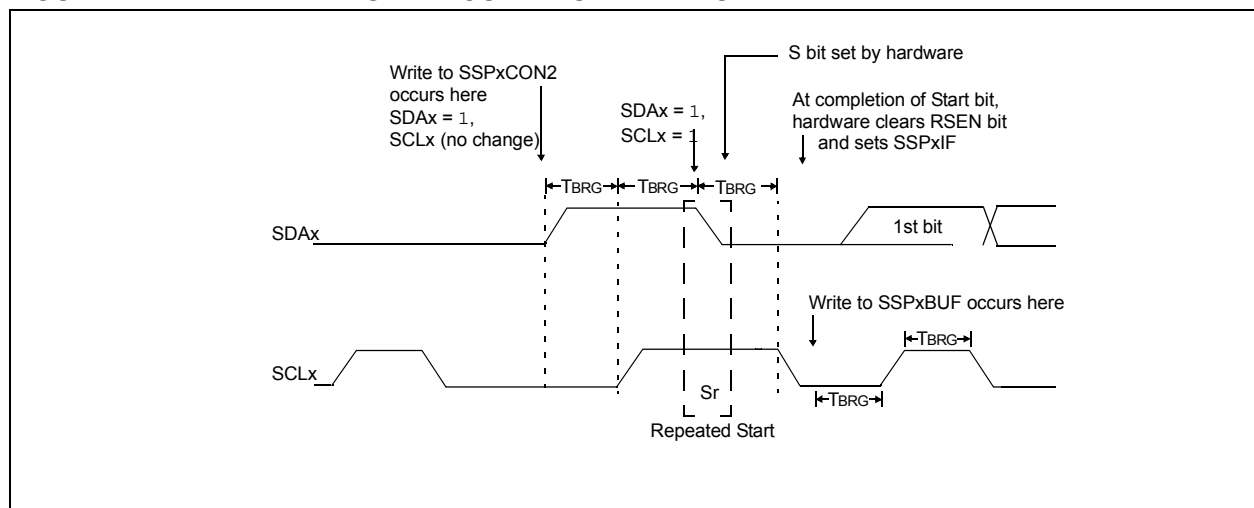 S bit set by hardware
Write to SSPxCON2
occurs here
SDAx = 1,
SCLx (no change)
SDAx = 1,
SCLx = 1
At completion of Start bit,
hardware clears RSEN bit
and sets SSPxIF
TBRG TBRG TBRG
SDAx
1st bit
Write to SSPxBUF occurs here
TBRG
SCLx
Sr
TBRG
Repeated Start